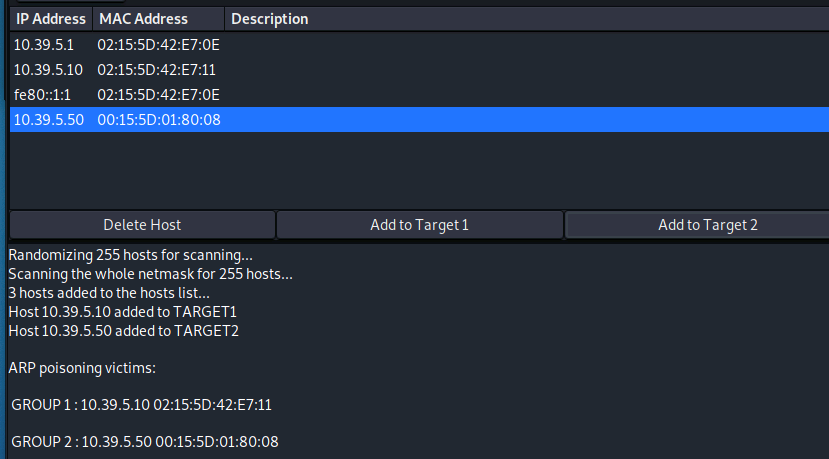 IP Address MAC Address Description
10.39.5.1 02:15:5D:42:E7:0E
10.39.5.10 02:15:5D:42:E7:11
fe80::1:1 02:15:5D:42:E7:0E
10.39.5.50 00:15:5D:01:80:08
Delete Host Add to Target 1 Add to Target 2
Randomizing 255 hosts for scanning...
Scanning the whole netmask for 255 hosts...
3 hosts added to the hosts list...
Host 10.39.5.10 added to TARGET1
Host 10.39.5.50 added to TARGET2
ARP poisoning victims:
GROUP 1 : 10.39.5.10 02:15:5D:42:E7:11
GROUP 2 : 10.39.5.50 00:15:5D:01:80:08